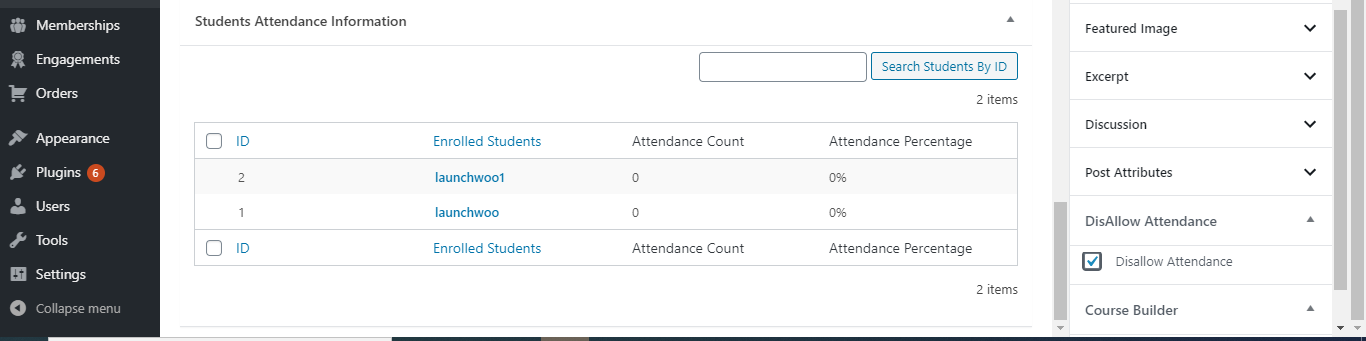 Memberships
Engagements
Orders
Appearance
Plugins 6
Users
Tools
Settings
Collapse menu
Students Attendance Information
Search Students By ID
2 items
ID Enrolled Students Attendance Count Attendance Percentage
2 launchwoo1 0 0%
1 launchwoo 0 0%
ID Enrolled Students Attendance Count Attendance Percentage
2 items
Featured Image
Excerpt
Discussion
Post Attributes
DisAllow Attendance
Disallow Attendance
Course Builder